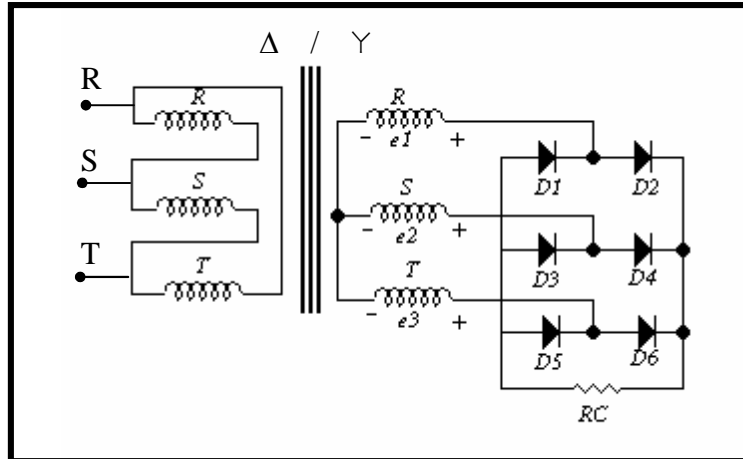 Δ / Y
R
R
S
S
T
T
R
- e1 +
S
- e2 +
T
- e3 +
D1 D2
D3 D4
D5 D6
RC